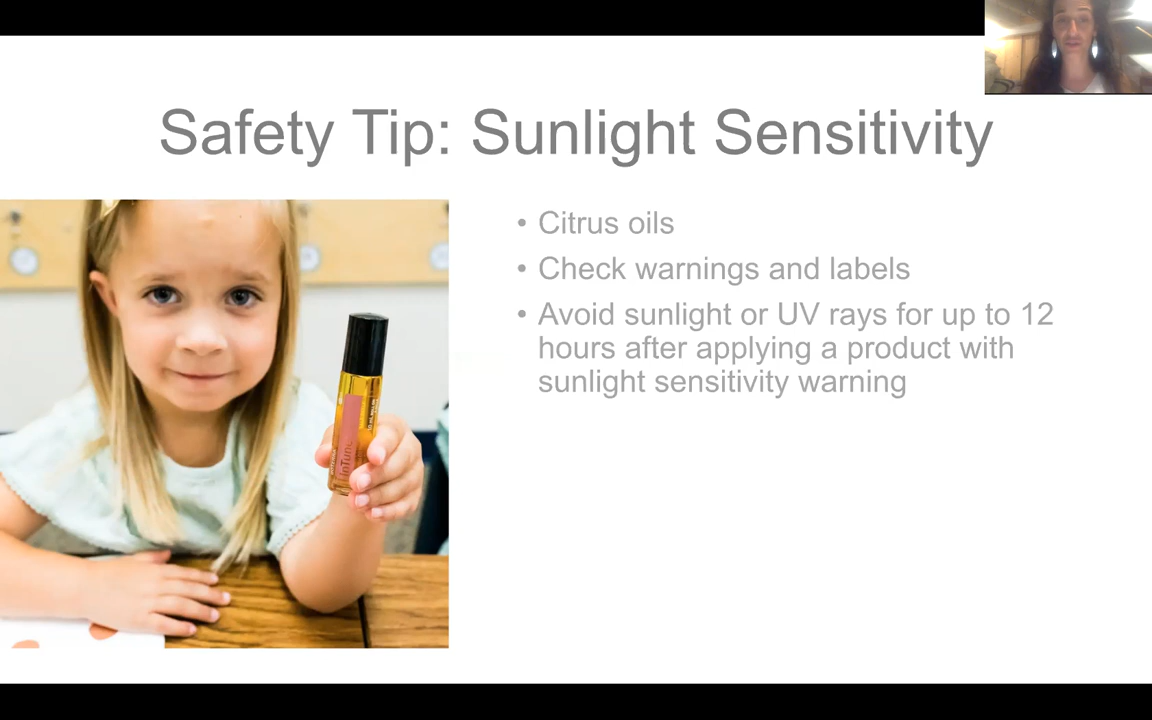 Safety Tip: Sunlight Sensitivity
• Citrus oils
• Check warnings and labels
• Avoid sunlight or UV rays for up to 12
hours after applying a product with
sunlight sensitivity warning
InTune